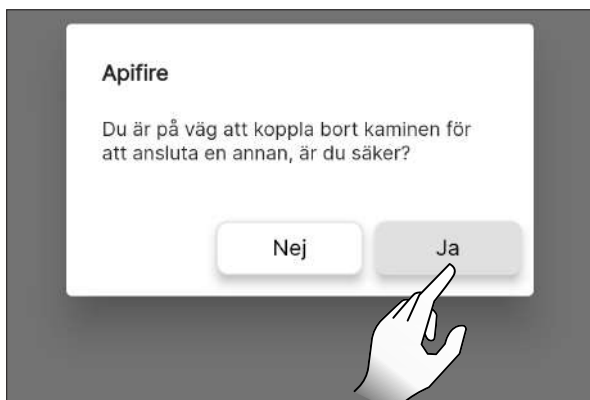 Apifire
Du är på väg att koppla bort kaminen för
att ansluta en annan, är du säker?
Nej
Ja